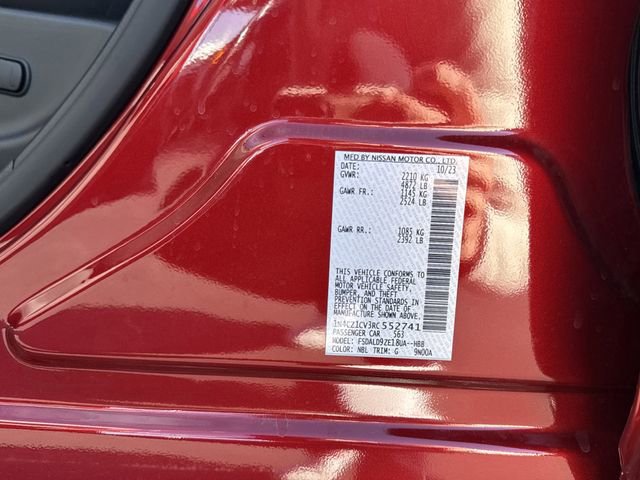 MFD BY NISSAN MOTOR CO., LTD.
DATE: 10/23
GVWR: 2210 KG
4872 LB
GAWR FR.: 1145 KG
2524 LB
GAWR RR.: 1085 KG
2392 LB
THIS VEHICLE CONFORMS TO
ALL APPLICABLE FEDERAL
MOTOR VEHICLE SAFETY,
BUMPER, AND THEFT
PREVENTION STANDARDS IN
EFFECT ON THE DATE OF
MANUFACTURE SHOWN ABOVE.
1N4CZ1CV3RC552741
PASSENGER CAR 563
MODEL: FSDALD9ZE18UA--HBB
COLOR: NBL TRIM: G 9N00A